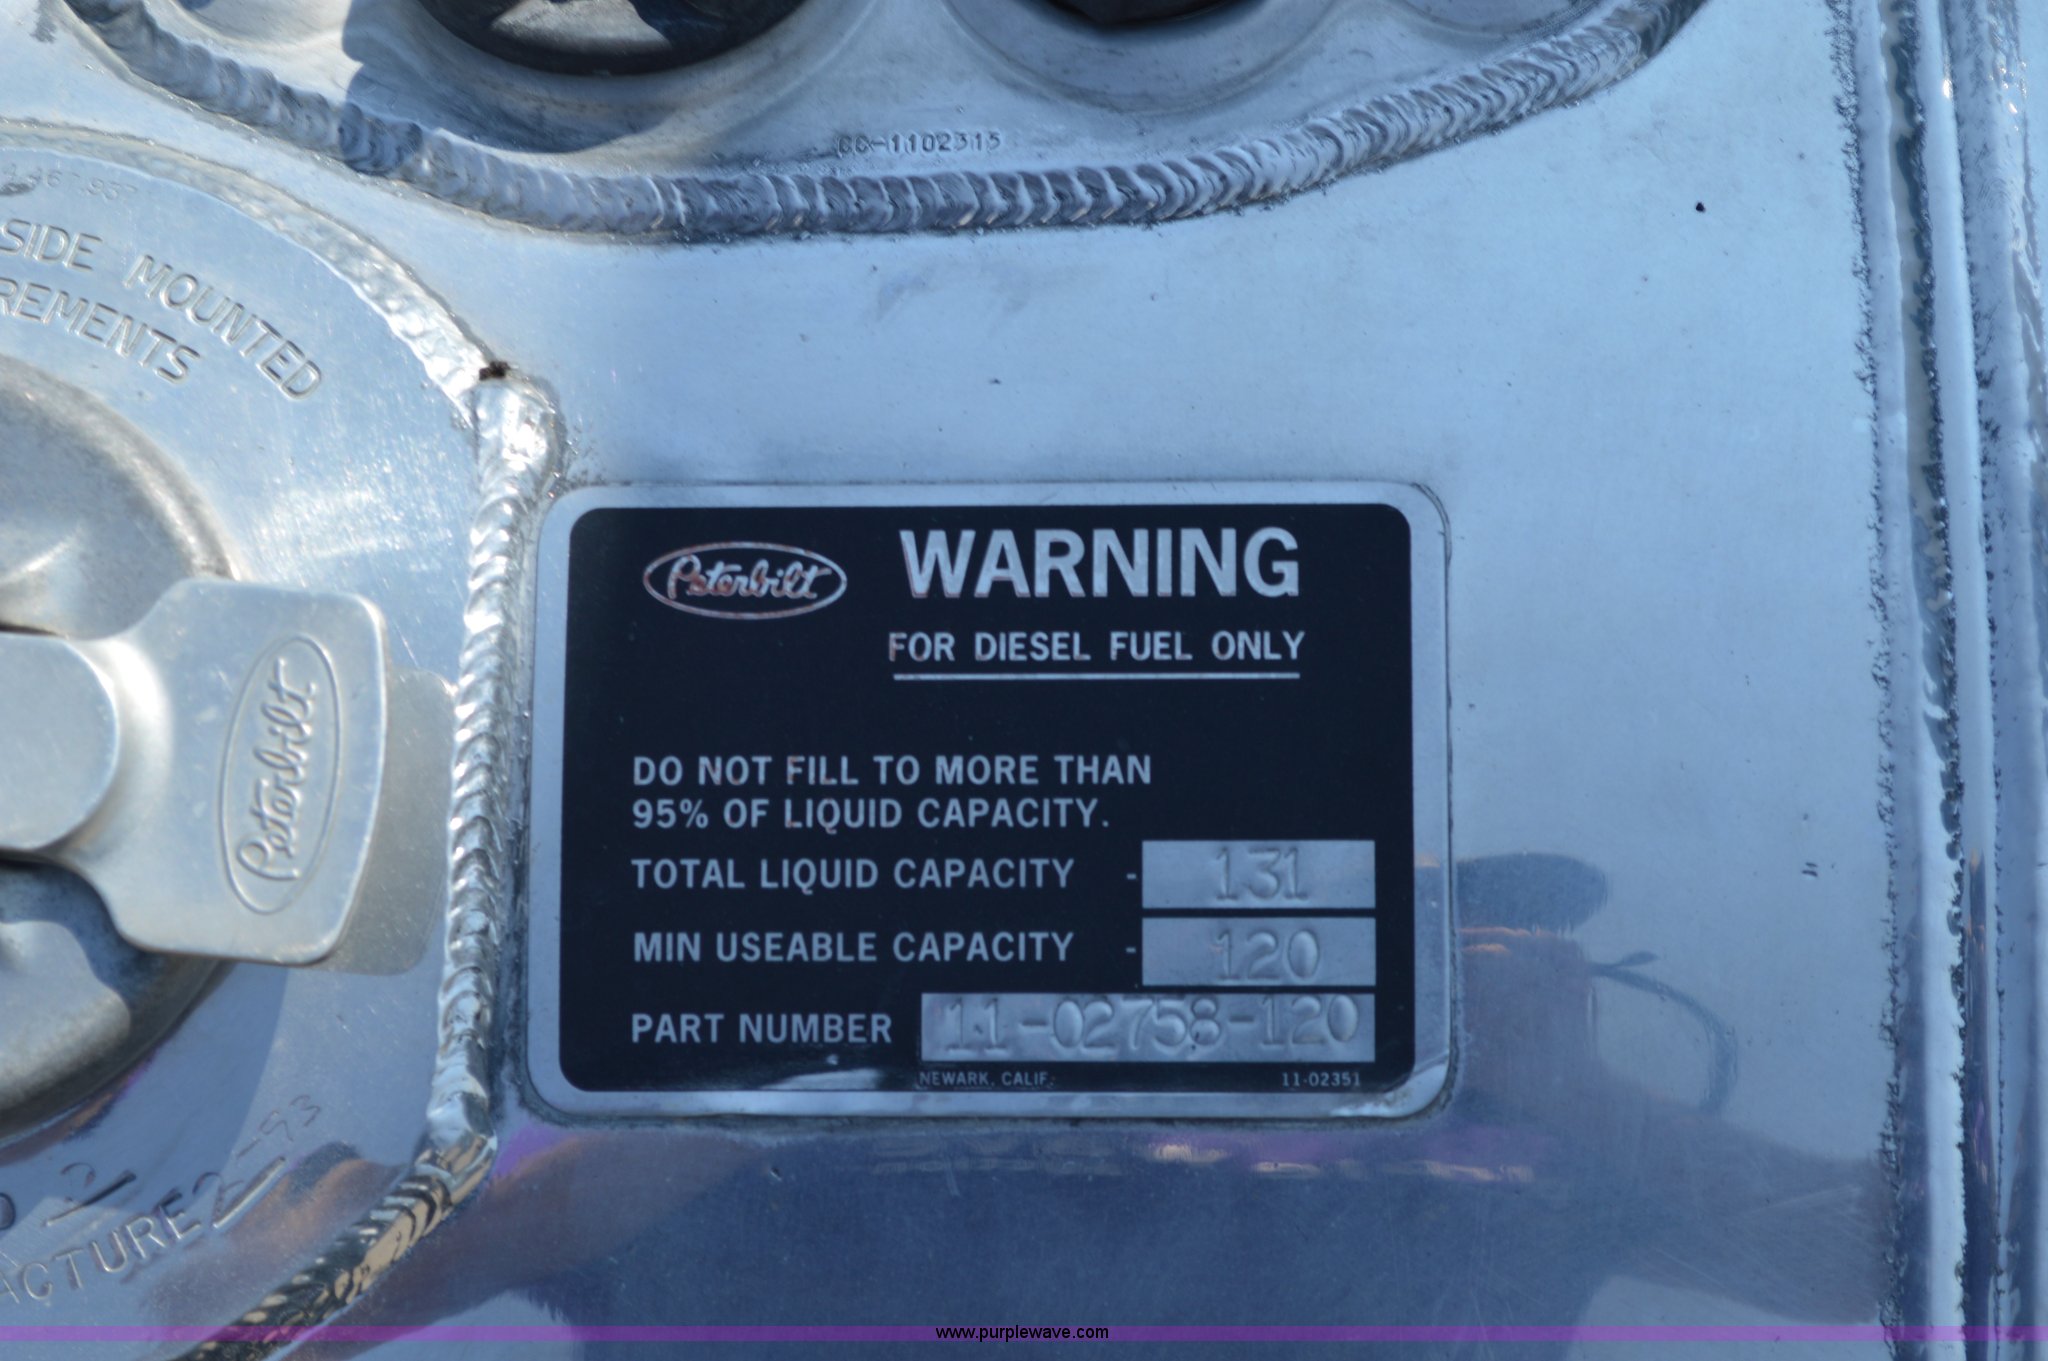 CC-1102315
SIDE MOUNTED
REMENTS
Peterbilt
Peterbilt
WARNING
FOR DIESEL FUEL ONLY
DO NOT FILL TO MORE THAN
95% OF LIQUID CAPACITY.
TOTAL LIQUID CAPACITY - 131
MIN USEABLE CAPACITY - 120
PART NUMBER 11-02758-120
NEWARK, CALIF. 11-02351
ACTURE 2-93
www.purplewave.com